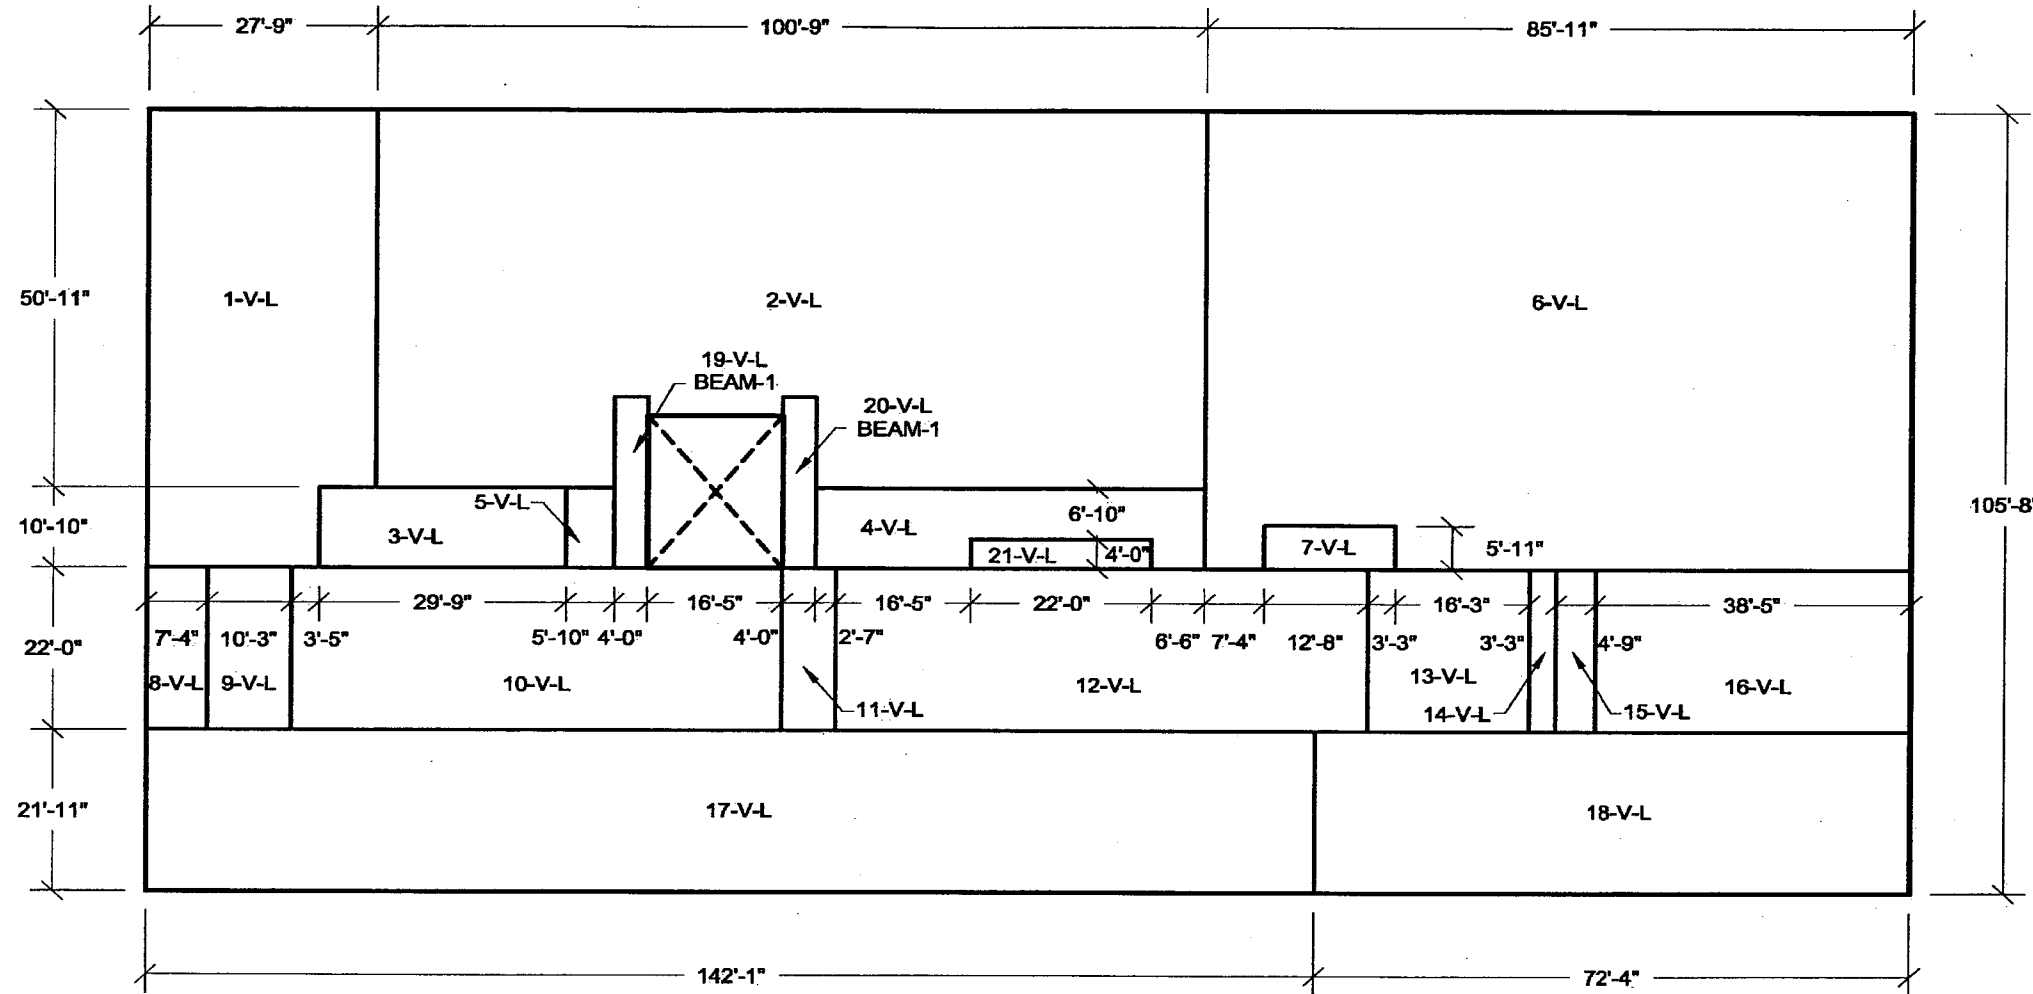 27'-9" 100'-9" 85'-11"
50'-11" 1-V-L 2-V-L 6-V-L
19-V-L
BEAM-1
20-V-L
BEAM-1
5-V-L
105'-8'
10'-10" 3-V-L 4-V-L 6'-10"
21-V-L 4'-0" 7-V-L 5'-11"
29'-9" 16'-5" 16'-5" 22'-0" 16'-3" 38'-5"
22'-0" 7'-4" 10'-3" 3'-5" 5'-10" 4'-0" 4'-0" 2'-7" 6'-6" 7'-4" 12'-8" 3'-3" 3'-3" 4'-9"
8-V-L 9-V-L 10-V-L 12-V-L 13-V-L 16-V-L
11-V-L 14-V-L 15-V-L
21'-11" 17-V-L 18-V-L
142'-1" 72'-4"